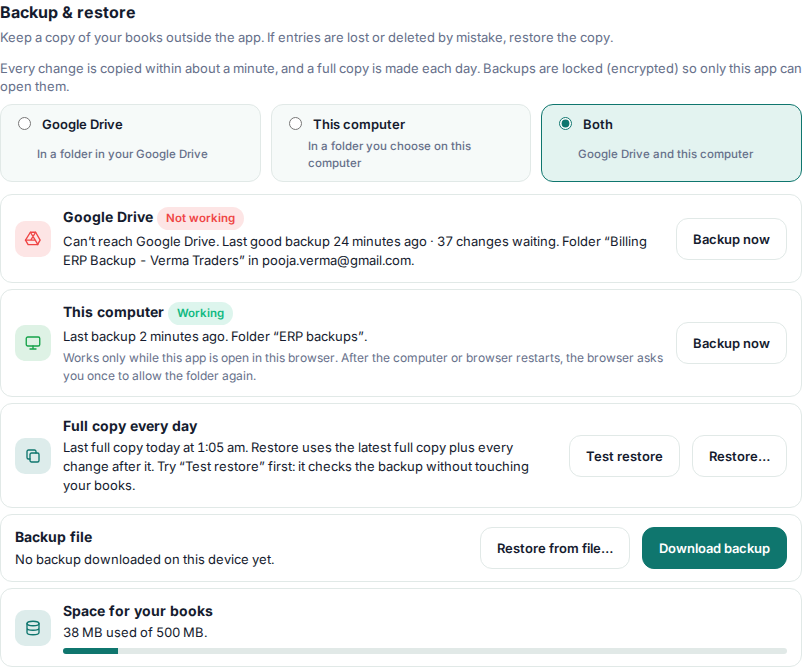 Backup & restore
Keep a copy of your books outside the app. If entries are lost or deleted by mistake, restore the copy.
Every change is copied within about a minute, and a full copy is made each day. Backups are locked (encrypted) so only this app can
open them.
Google Drive
In a folder in your Google Drive
This computer
In a folder you choose on this
computer
Both
Google Drive and this computer
Google Drive Not working
Can’t reach Google Drive. Last good backup 24 minutes ago · 37 changes waiting. Folder “Billing
ERP Backup - Verma Traders” in pooja.verma@gmail.com.
Backup now
This computer Working
Last backup 2 minutes ago. Folder “ERP backups”.
Works only while this app is open in this browser. After the computer or browser restarts, the browser asks
you once to allow the folder again.
Backup now
Full copy every day
Last full copy today at 1:05 am. Restore uses the latest full copy plus every
change after it. Try “Test restore” first: it checks the backup without touching
your books.
Test restore
Restore…
Backup file
No backup downloaded on this device yet.
Restore from file…
Download backup
Space for your books
38 MB used of 500 MB.